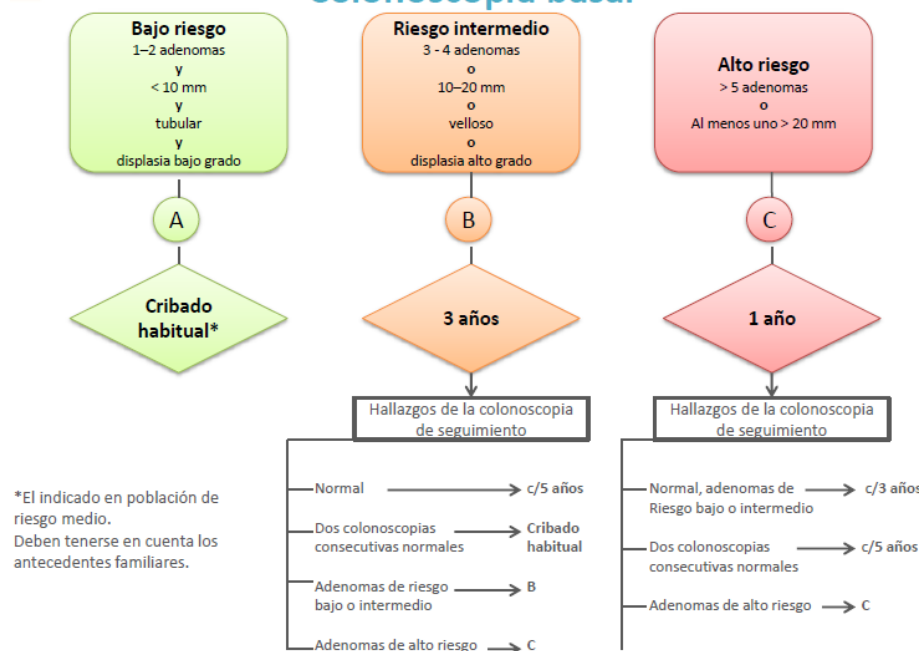 Colonoscopia basal
Bajo riesgo
1–2 adenomas
y
< 10 mm
y
tubular
y
displasia bajo grado
Riesgo intermedio
3 - 4 adenomas
o
10–20 mm
o
velloso
o
displasia alto grado
Alto riesgo
> 5 adenomas
o
Al menos uno > 20 mm
A
B
C
Cribado
habitual*
3 años
1 año
Hallazgos de la colonoscopia
de seguimiento
Normal
c/5 años
Dos colonoscopias
consecutivas normales
Cribado
habitual
Adenomas de riesgo
bajo o intermedio
B
Adenomas de alto riesgo
C
Hallazgos de la colonoscopia
de seguimiento
Normal, adenomas de
Riesgo bajo o intermedio
c/3 años
Dos colonoscopias
consecutivas normales
c/5 años
Adenomas de alto riesgo
C
*El indicado en población de
riesgo medio.
Deben tenerse en cuenta los
antecedentes familiares.